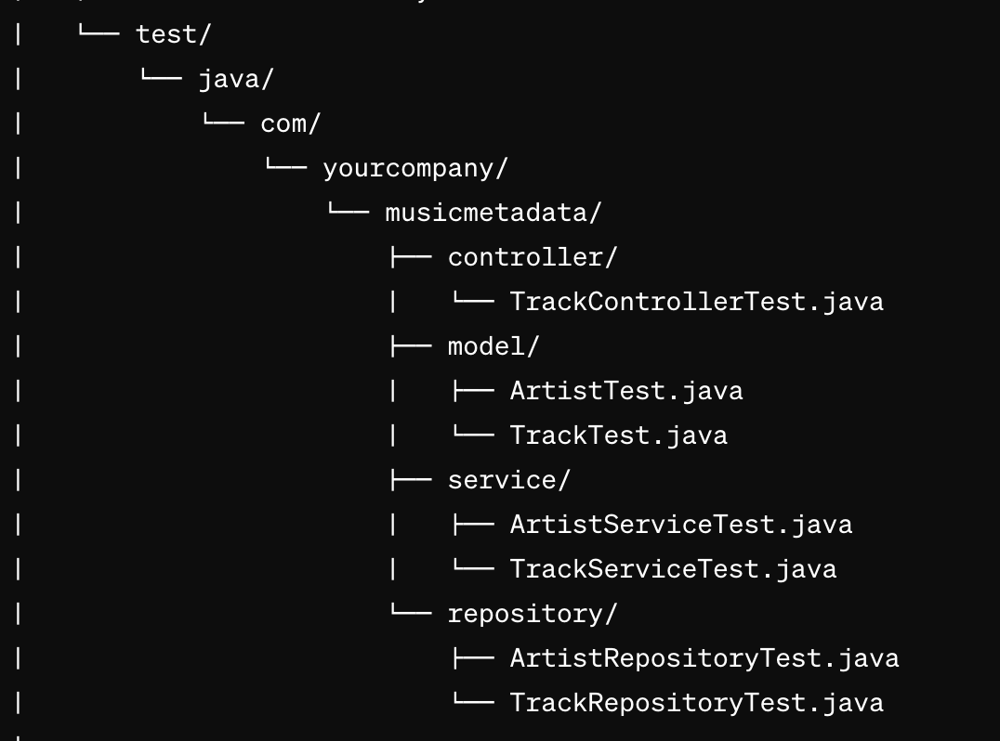 │   └── test/
│       └── java/
│           └── com/
│               └── yourcompany/
│                   └── musicmetadata/
│                       ├── controller/
│                       │   └── TrackControllerTest.java
│                       ├── model/
│                       │   ├── ArtistTest.java
│                       │   └── TrackTest.java
│                       ├── service/
│                       │   ├── ArtistServiceTest.java
│                       │   └── TrackServiceTest.java
│                       └── repository/
│                           ├── ArtistRepositoryTest.java
│                           └── TrackRepositoryTest.java